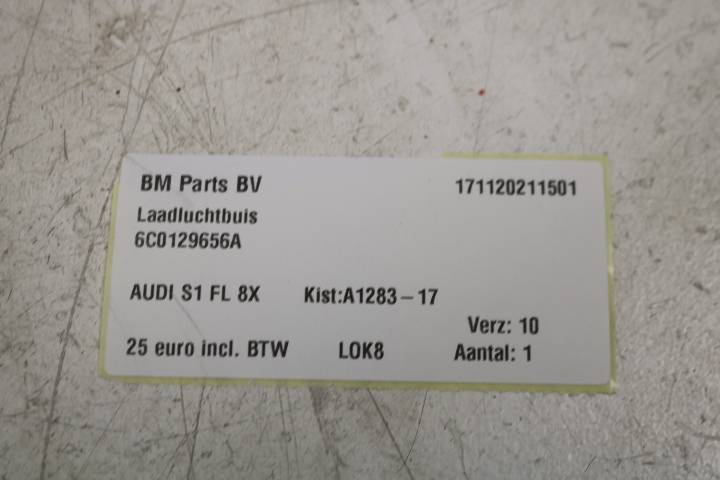 BM Parts BV 171120211501
Laadluchtbuis
6C0129656A
AUDI S1 FL 8X Kist:A1283-17
Verz: 10
25 euro incl. BTW LOK8 Aantal: 1